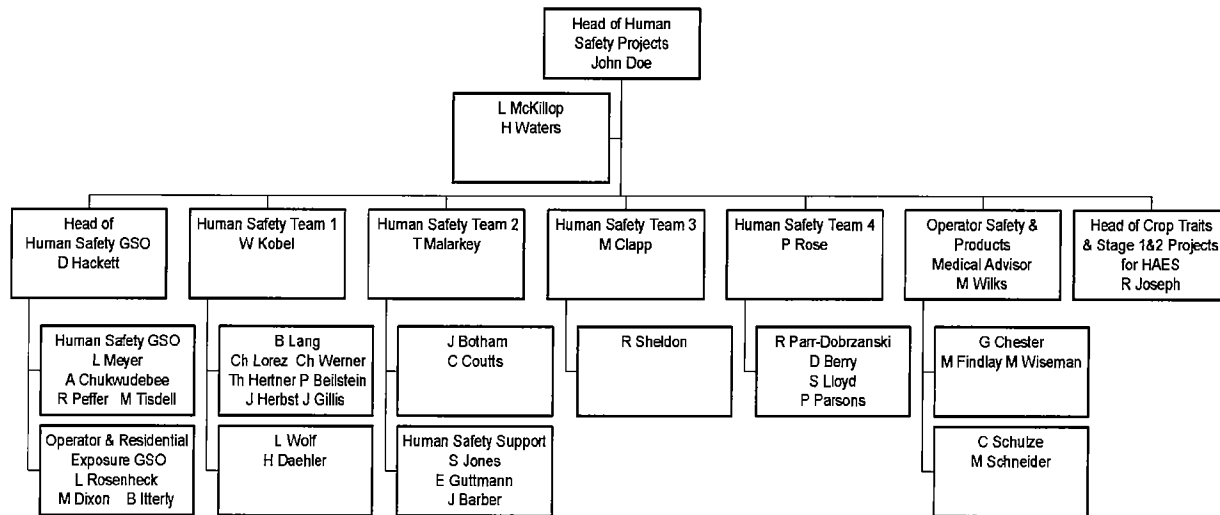 Head of Human
Safety Projects
John Doe
L McKillop
H Waters
Head of
Human Safety GSO
D Hackett
Human Safety Team 1
W Kobel
Human Safety Team 2
T Malarkey
Human Safety Team 3
M Clapp
Human Safety Team 4
P Rose
Operator Safety &
Products
Medical Advisor
M Wilks
Head of Crop Traits
& Stage 1&2 Projects
for HAES
R Joseph
Human Safety GSO
L Meyer
A Chukwudebee
R Peffer M Tisdell
B Lang
Ch Lorez Ch Werner
Th Hertner P Beilstein
J Herbst J Gillis
J Botham
C Coutts
R Sheldon
R Parr-Dobrzanski
D Berry
S Lloyd
P Parsons
G Chester
M Findlay M Wiseman
Operator & Residential
Exposure GSO
L Rosenheck
M Dixon B Itterly
L Wolf
H Daehler
Human Safety Support
S Jones
E Guttmann
J Barber
C Schulze
M Schneider